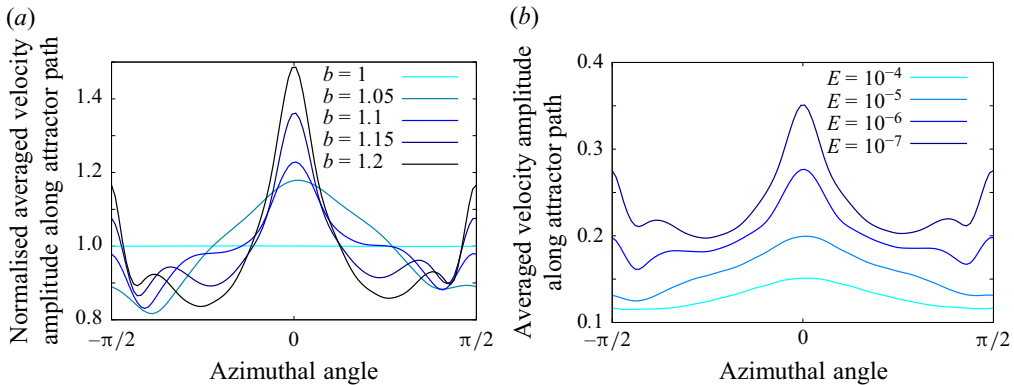 (a)
Normalised averaged velocity
amplitude along attractor path
1.4
1.2
1.0
0.8
b = 1
b = 1.05
b = 1.1
b = 1.15
b = 1.2
−π/2
0
π/2
Azimuthal angle
(b)
Averaged velocity amplitude
along attractor path
0.4
0.3
0.2
0.1
E = 10⁻⁴
E = 10⁻⁵
E = 10⁻⁶
E = 10⁻⁷
−π/2
0
π/2
Azimuthal angle